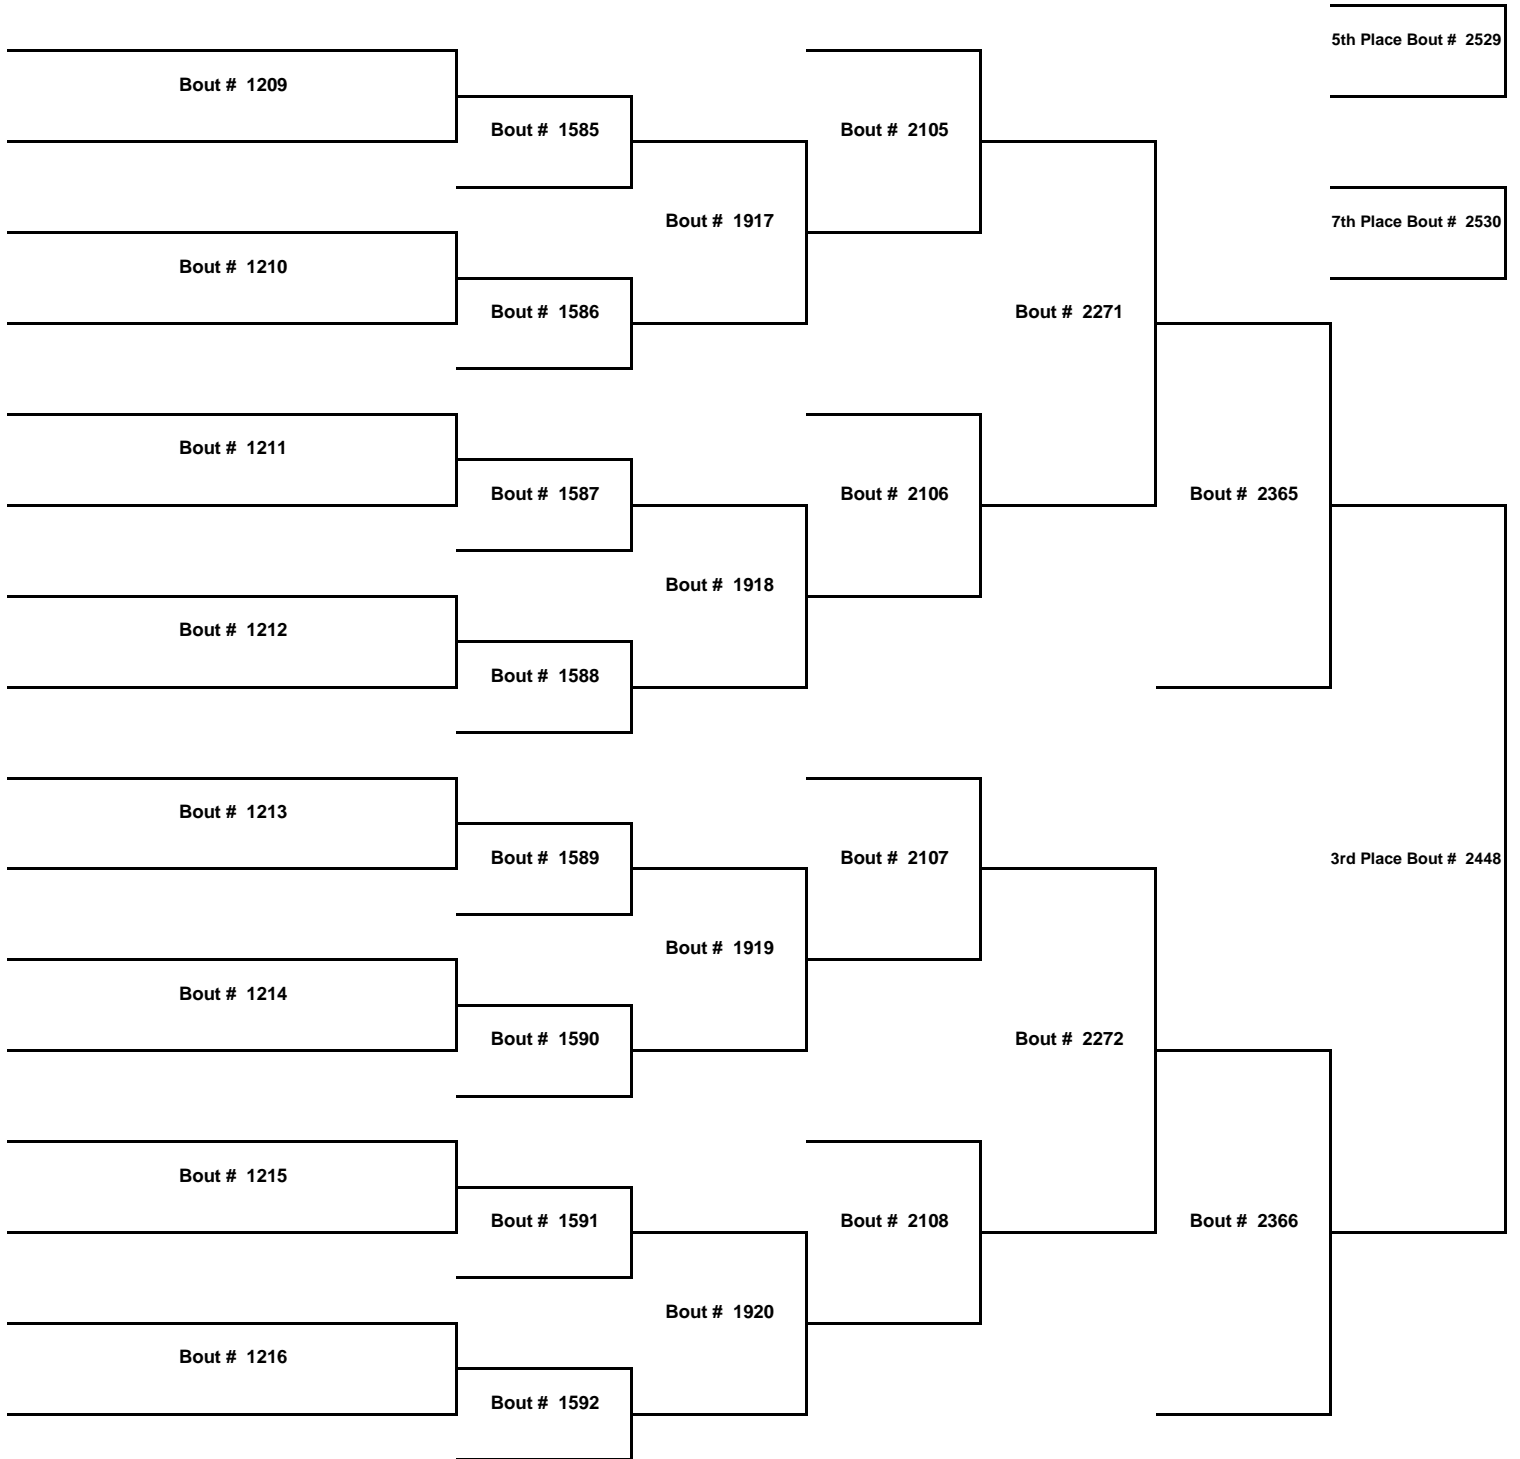 5th Place Bout # 2529
Bout # 1209
Bout # 1585
Bout # 2105
Bout # 1917
7th Place Bout # 2530
Bout # 1210
Bout # 1586
Bout # 2271
Bout # 1211
Bout # 1587
Bout # 2106
Bout # 2365
Bout # 1918
Bout # 1212
Bout # 1588
Bout # 1213
Bout # 1589
Bout # 2107
3rd Place Bout # 2448
Bout # 1919
Bout # 1214
Bout # 1590
Bout # 2272
Bout # 1215
Bout # 1591
Bout # 2108
Bout # 2366
Bout # 1920
Bout # 1216
Bout # 1592